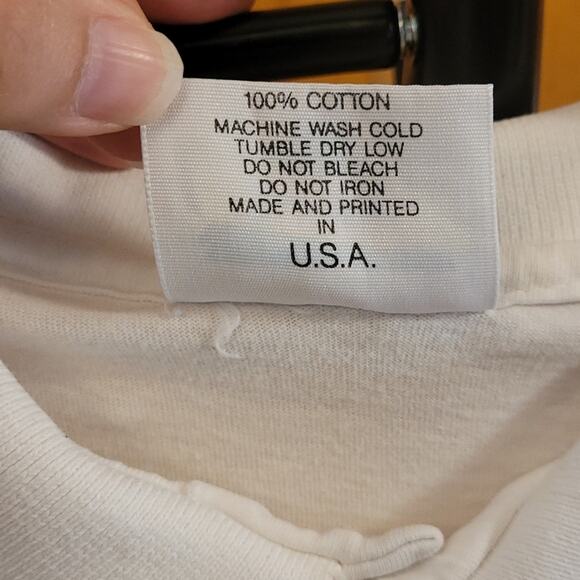 100% COTTON
MACHINE WASH COLD
TUMBLE DRY LOW
DO NOT BLEACH
DO NOT IRON
MADE AND PRINTED
IN
U.S.A.